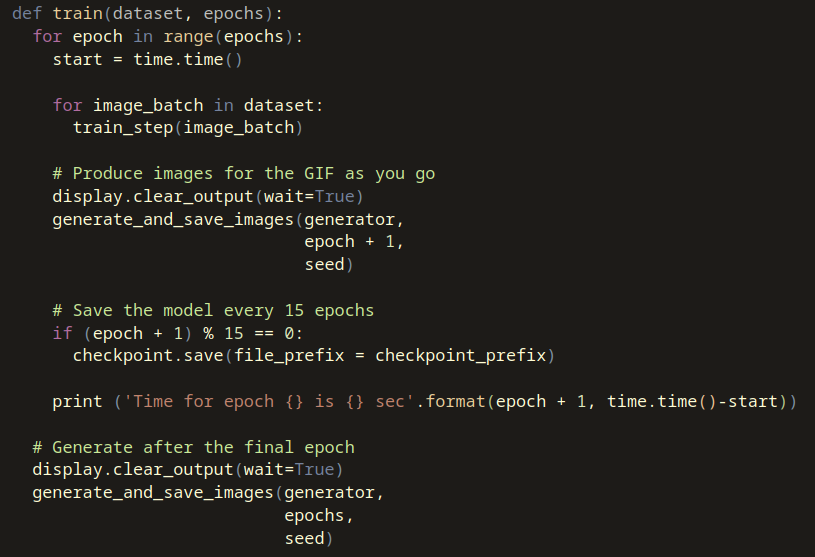 def train(dataset, epochs):
  for epoch in range(epochs):
    start = time.time()

    for image_batch in dataset:
      train_step(image_batch)

    # Produce images for the GIF as you go
    display.clear_output(wait=True)
    generate_and_save_images(generator,
                             epoch + 1,
                             seed)

    # Save the model every 15 epochs
    if (epoch + 1) % 15 == 0:
      checkpoint.save(file_prefix = checkpoint_prefix)

    print ('Time for epoch {} is {} sec'.format(epoch + 1, time.time()-start))

  # Generate after the final epoch
  display.clear_output(wait=True)
  generate_and_save_images(generator,
                           epochs,
                           seed)